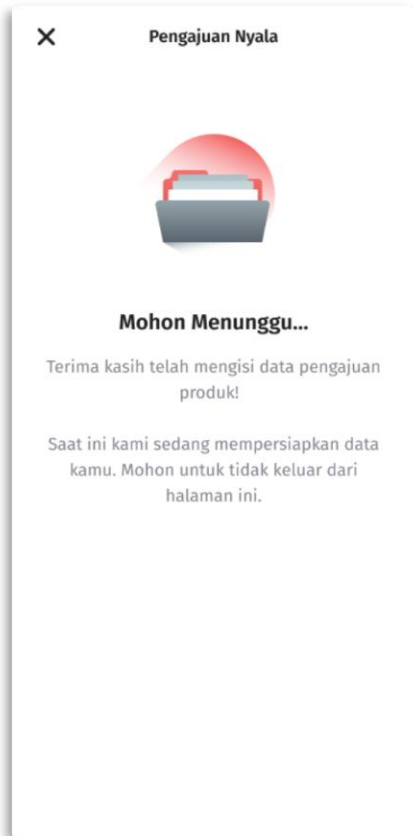 Pengajuan Nyala
Mohon Menunggu...
Terima kasih telah mengisi data pengajuan
produk!
Saat ini kami sedang mempersiapkan data
kamu. Mohon untuk tidak keluar dari
halaman ini.